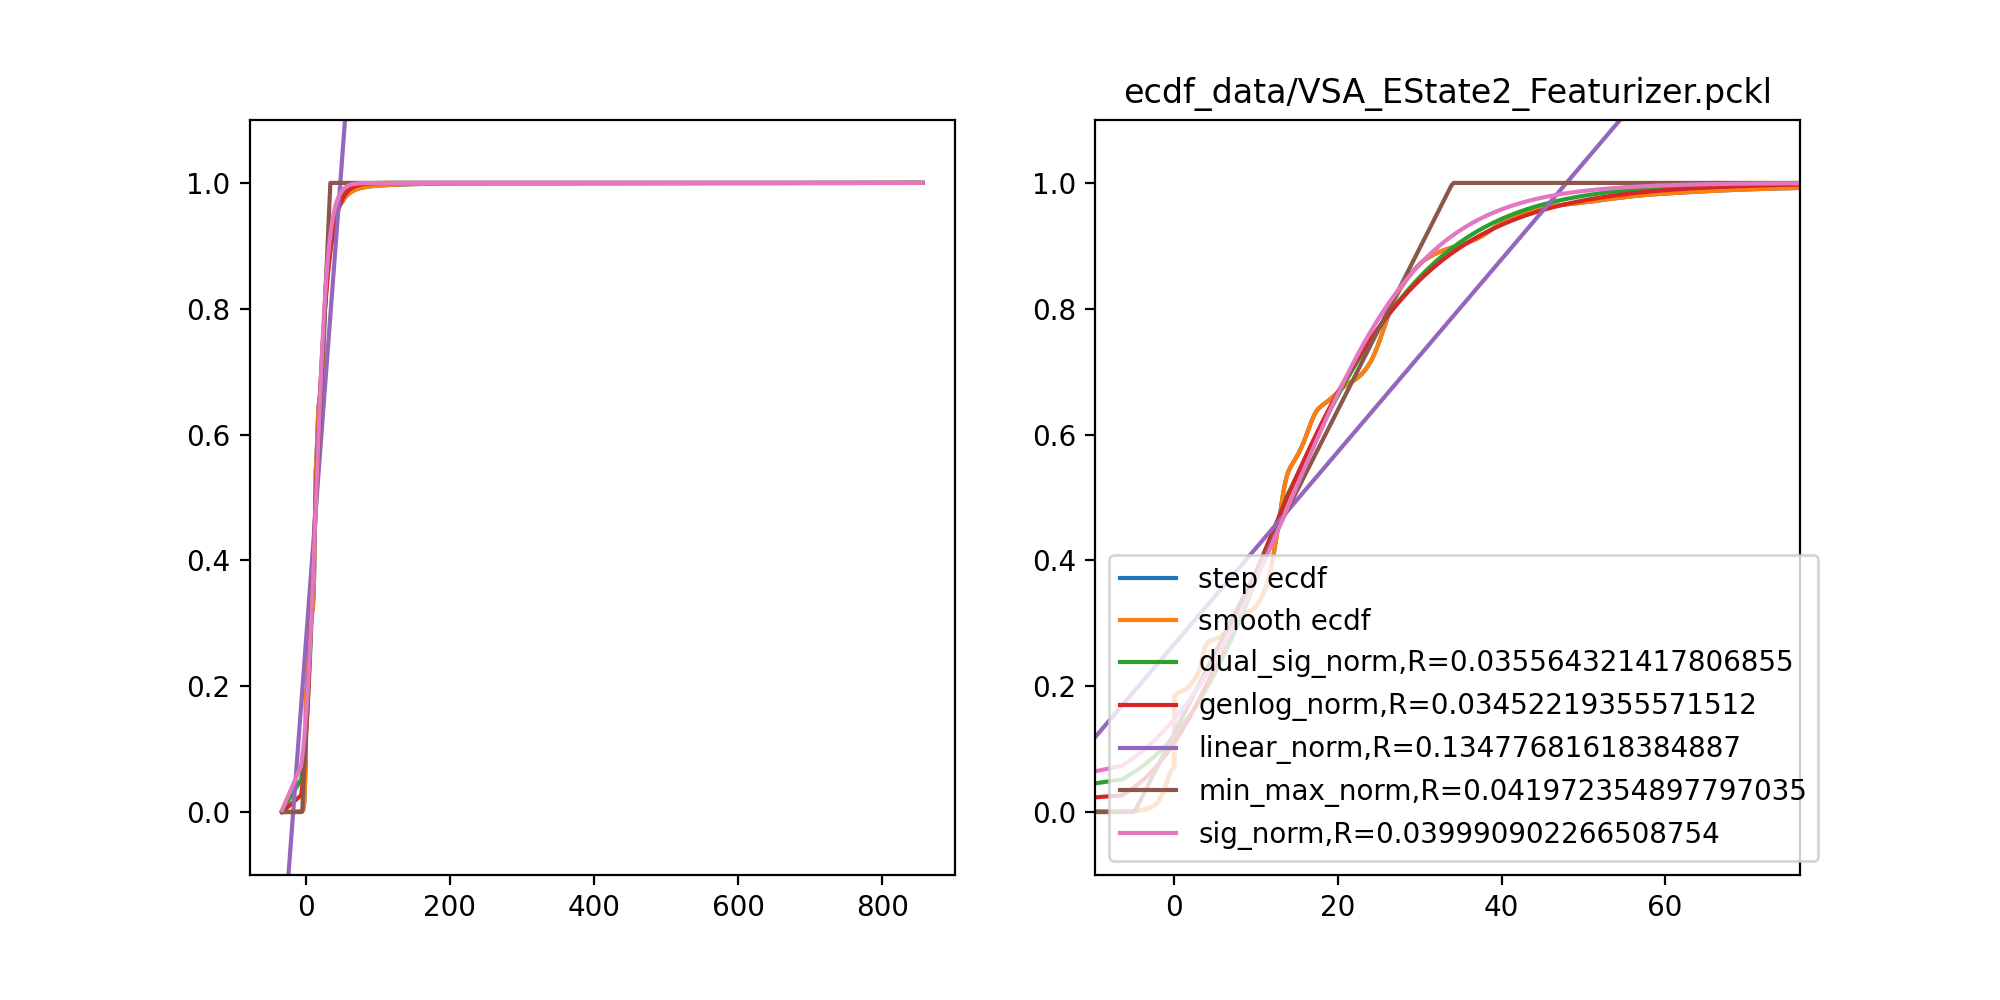 ecdf_data/VSA_EState2_Featurizer.pckl
1.0
0.8
0.6
0.4
0.2
0.0
0 200 400 600 800
1.0
0.8
0.6
0.4
0.2
0.0
0 20 40 60
step ecdf
smooth ecdf
dual_sig_norm,R=0.035564321417806855
genlog_norm,R=0.03452219355571512
linear_norm,R=0.13477681618384887
min_max_norm,R=0.041972354897797035
sig_norm,R=0.039990902266508754